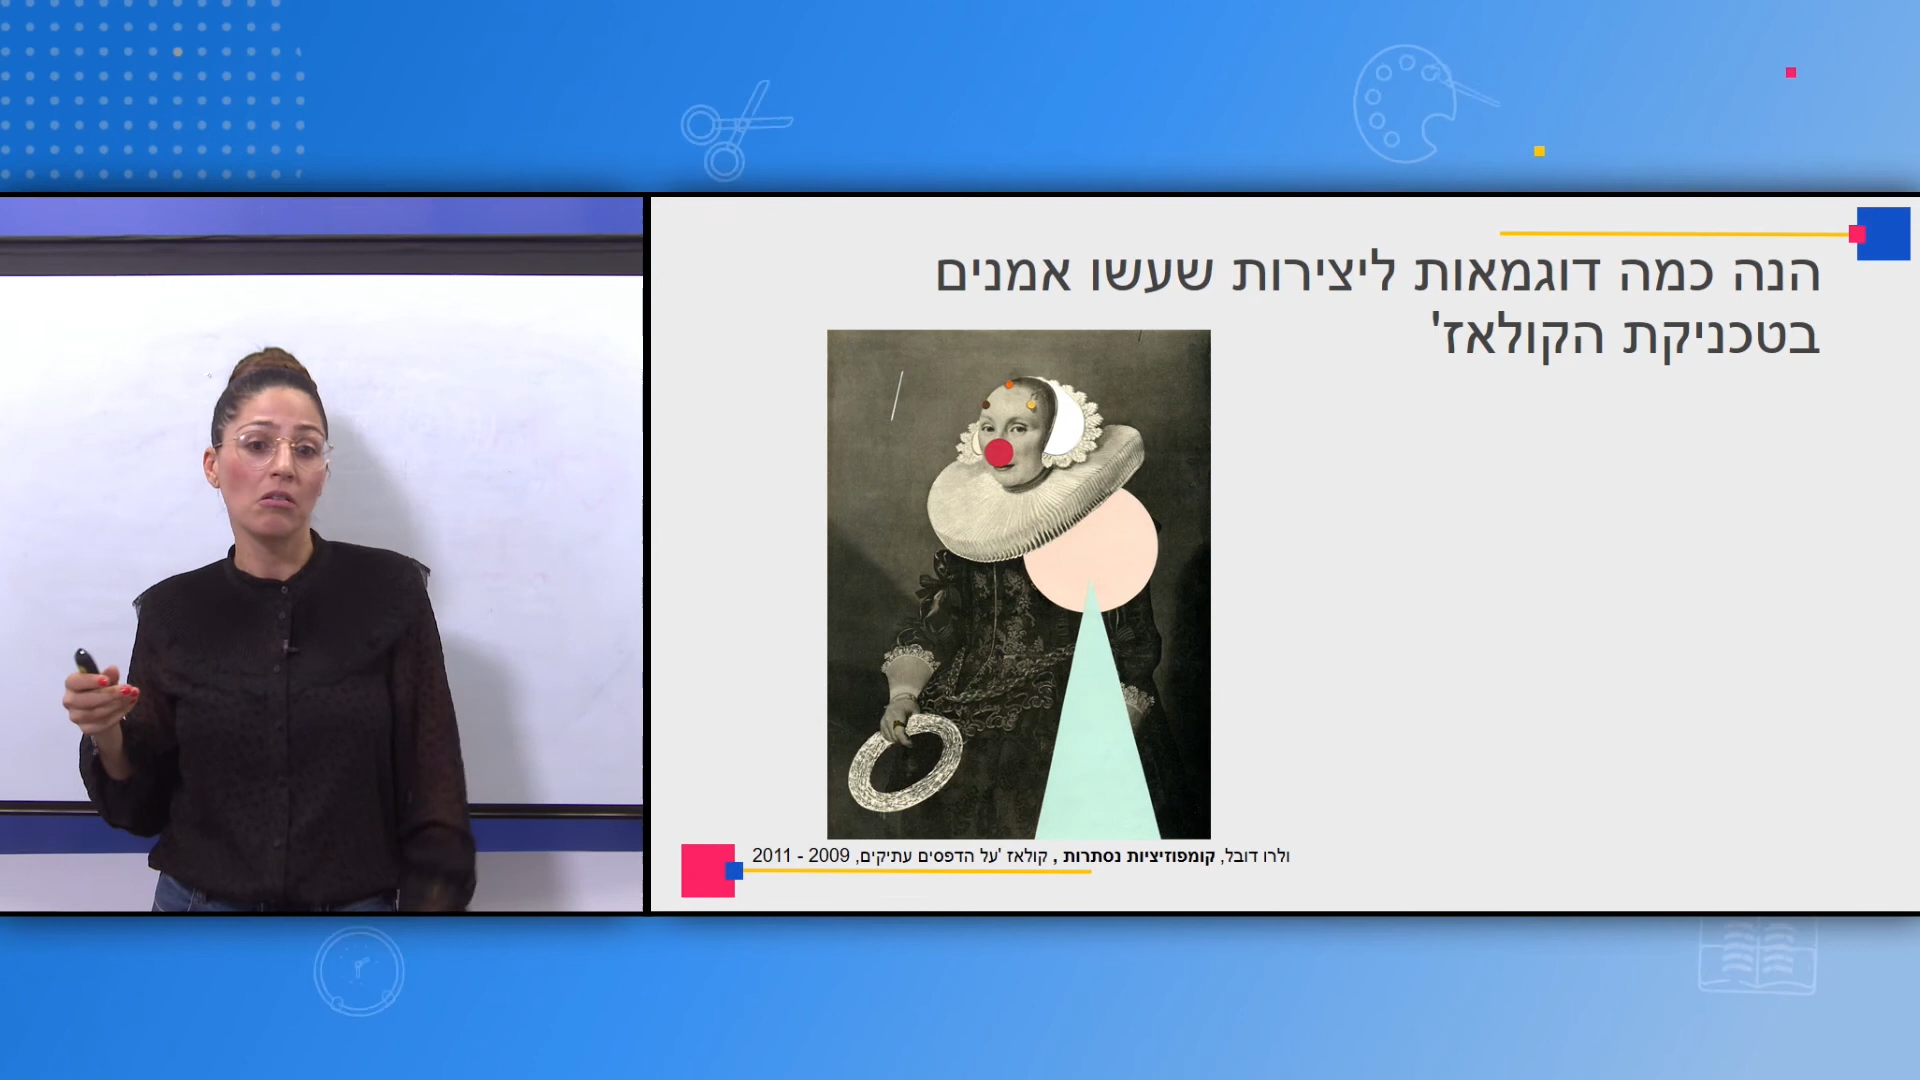 הנה כמה דוגמאות ליצירות שעשו אמנים
בטכניקת הקולאז'
ולרו דובל, קומפוזיציות נסתרות , קולאז 'על הדפסים עתיקים, 2009 - 2011